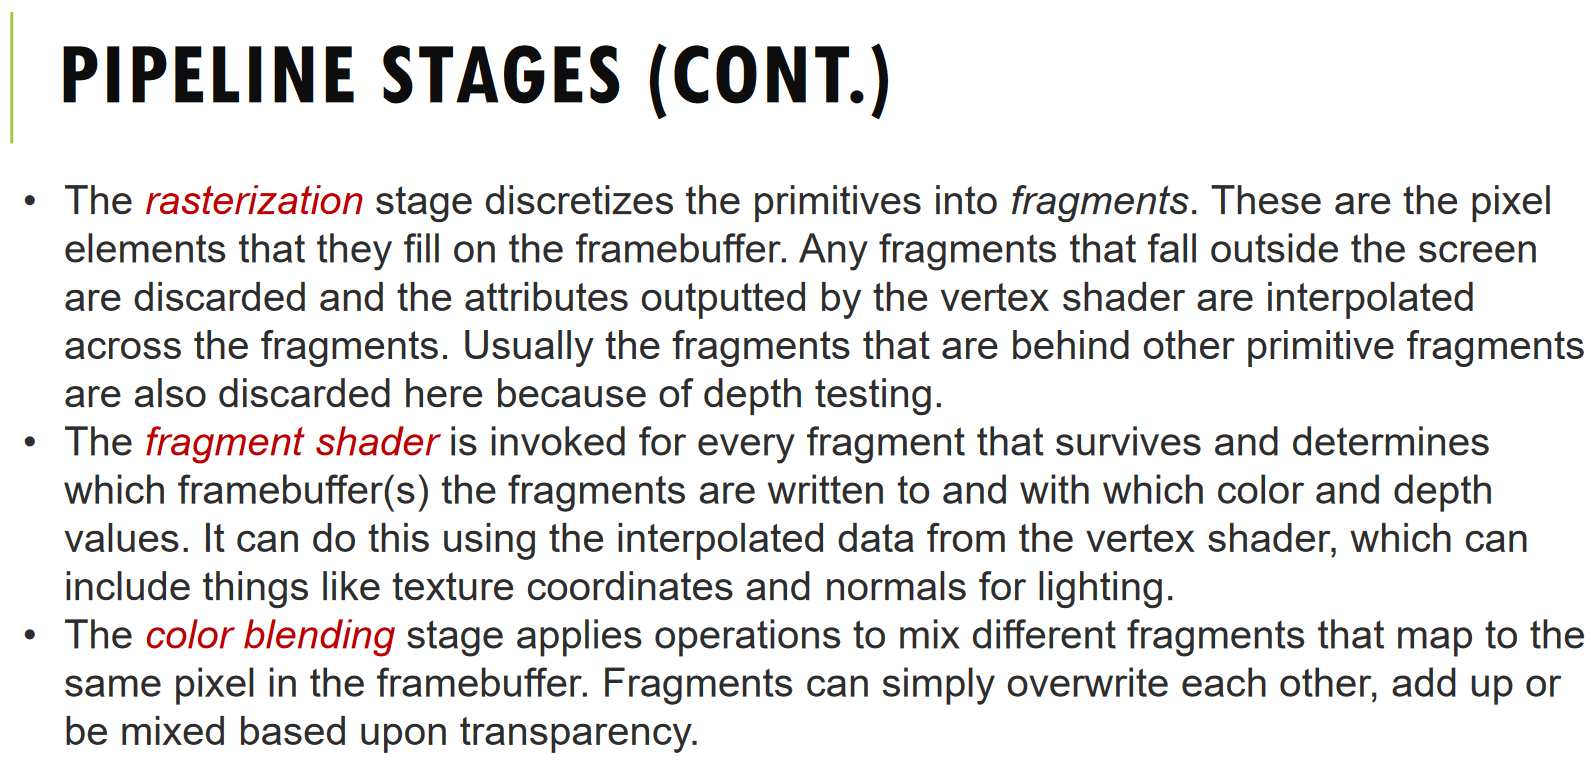 PIPELINE STAGES (CONT.)
• The rasterization stage discretizes the primitives into fragments. These are the pixel
elements that they fill on the framebuffer. Any fragments that fall outside the screen
are discarded and the attributes outputted by the vertex shader are interpolated
across the fragments. Usually the fragments that are behind other primitive fragments
are also discarded here because of depth testing.
• The fragment shader is invoked for every fragment that survives and determines
which framebuffer(s) the fragments are written to and with which color and depth
values. It can do this using the interpolated data from the vertex shader, which can
include things like texture coordinates and normals for lighting.
• The color blending stage applies operations to mix different fragments that map to the
same pixel in the framebuffer. Fragments can simply overwrite each other, add up or
be mixed based upon transparency.